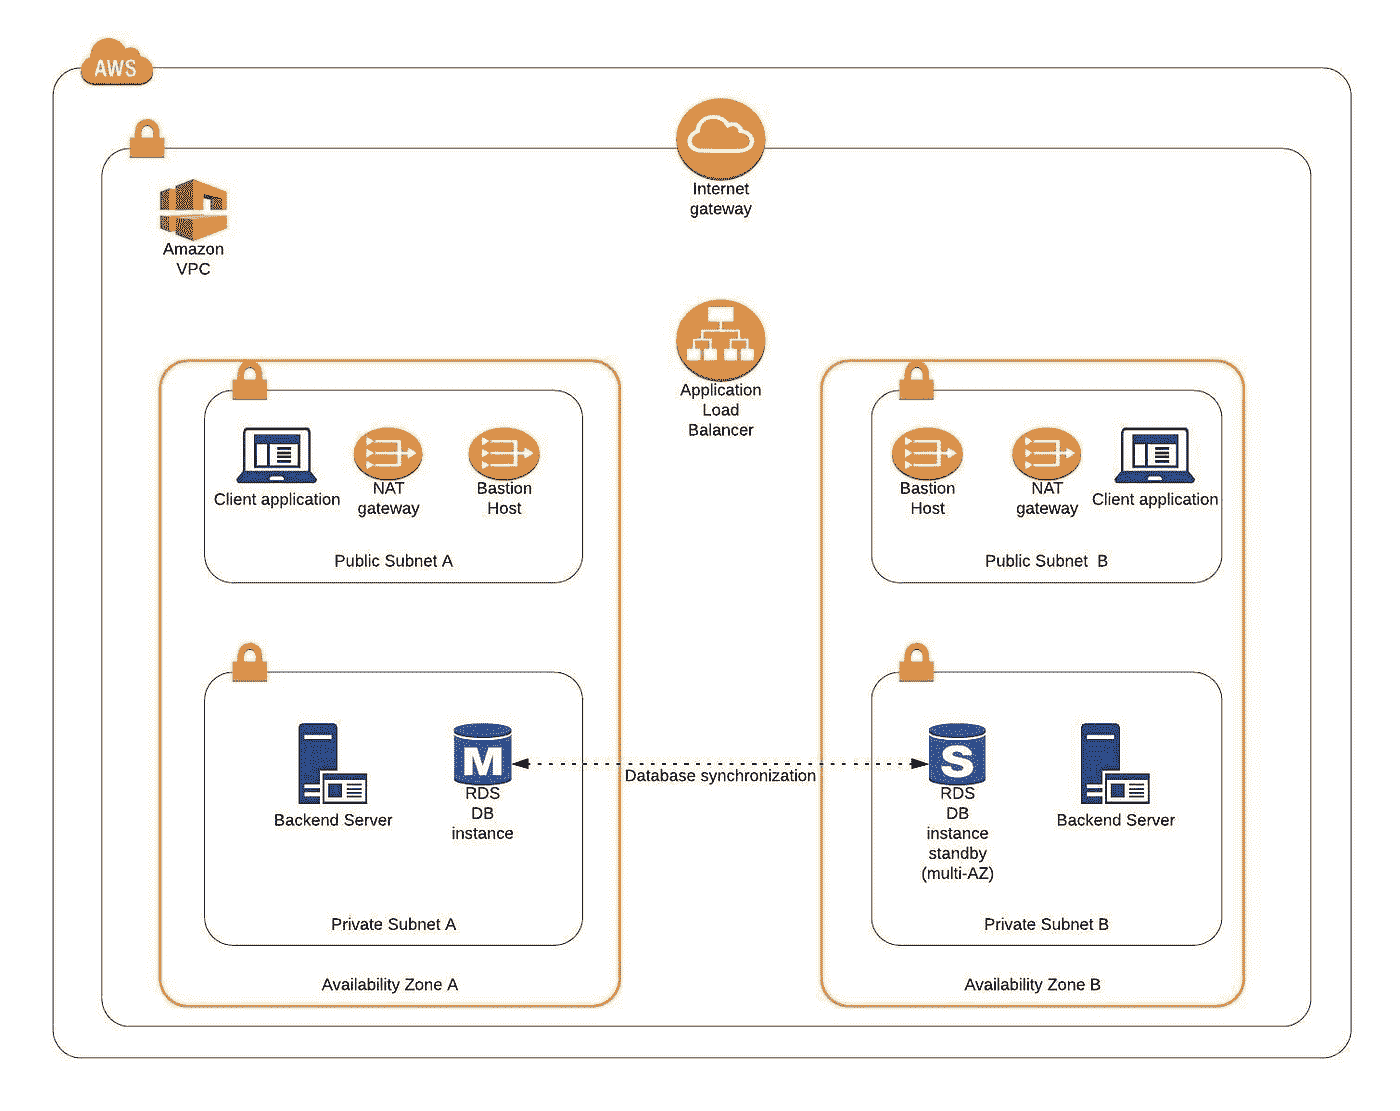 AWS
Internet
gateway
Amazon
VPC
Application
Load
Balancer
Client application
NAT
gateway
Bastion
Host
Public Subnet A
Bastion
Host
NAT
gateway
Client application
Public Subnet B
Backend Server
M
RDS
DB
instance
Private Subnet A
Availability Zone A
Database synchronization
S
RDS
DB
instance
standby
(multi-AZ)
Backend Server
Private Subnet B
Availability Zone B